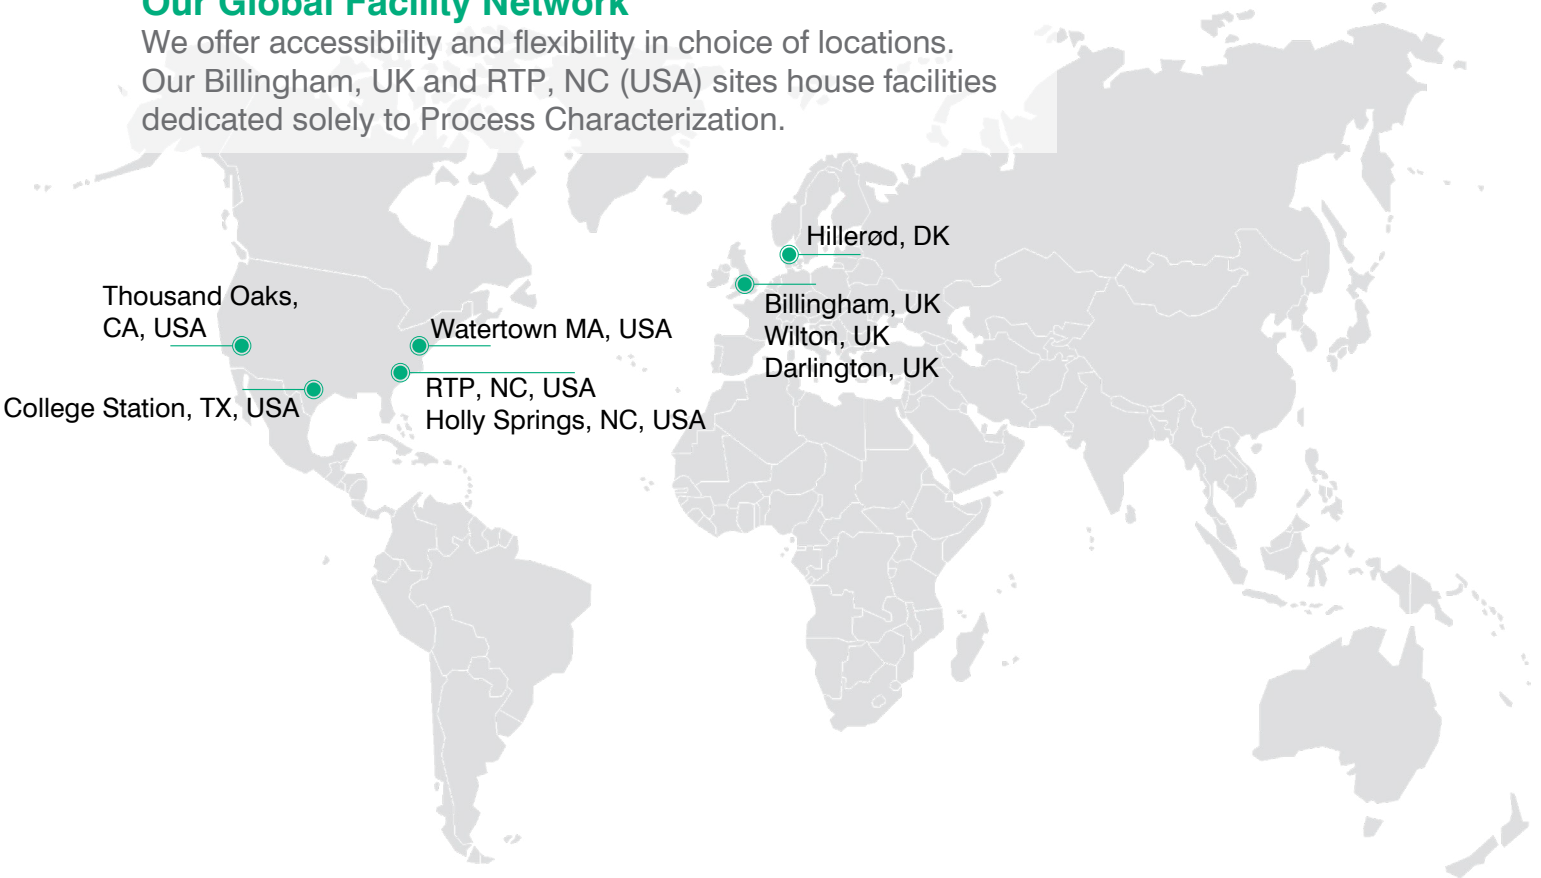 Our Global Facility Network
We offer accessibility and flexibility in choice of locations.
Our Billingham, UK and RTP, NC (USA) sites house facilities
dedicated solely to Process Characterization.
Hillerød, DK
Billingham, UK
Wilton, UK
Darlington, UK
Thousand Oaks,
CA, USA
Watertown MA, USA
RTP, NC, USA
Holly Springs, NC, USA
College Station, TX, USA